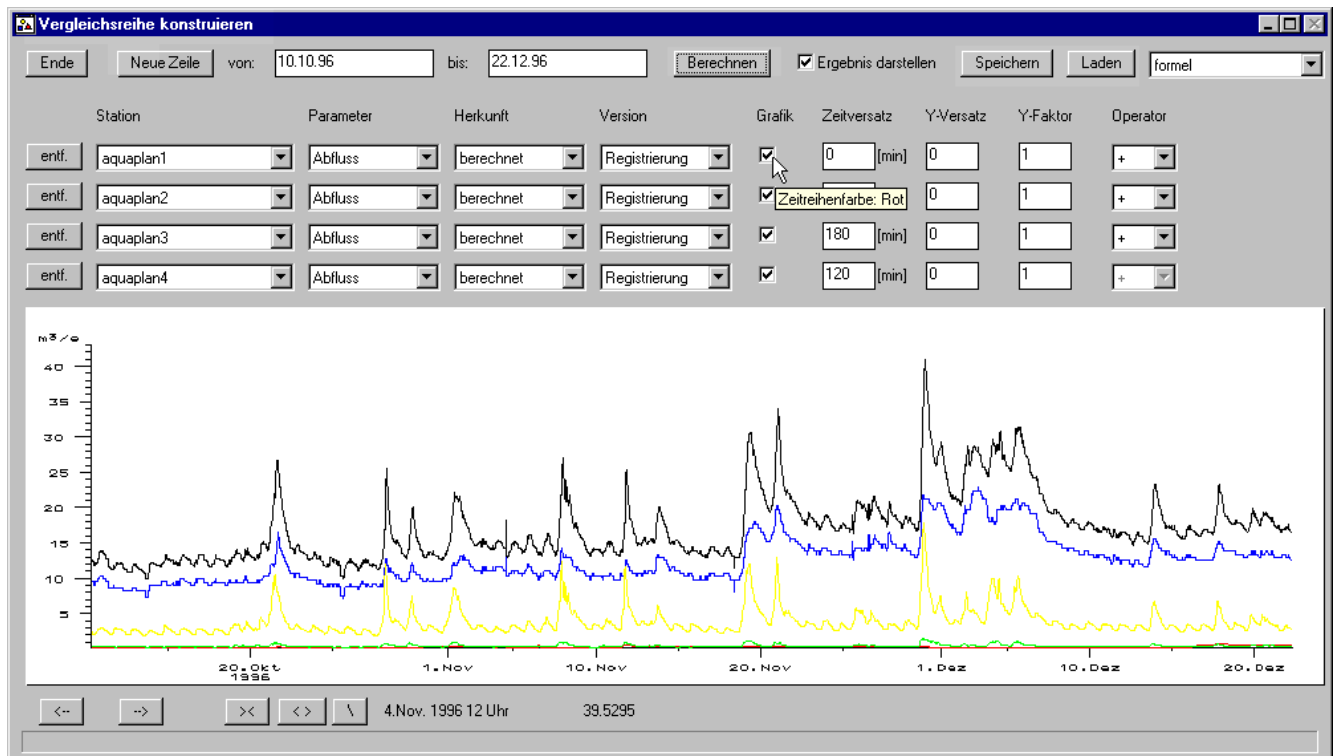 Vergleichsreihe konstruieren
Ende Neue Zeile von: 10.10.96 bis: 22.12.96 Berechnen Ergebnis darstellen Speichern Laden formel
Station Parameter Herkunft Version Grafik Zeitversatz Y-Versatz Y-Faktor Operator
entf. aquaplan1 Abfluss berechnet Registrierung 0 [min] 0 1 +
entf. aquaplan2 Abfluss berechnet Registrierung 0 1 +
Zeitreihenfarbe: Rot
entf. aquaplan3 Abfluss berechnet Registrierung 180 [min] 0 1 +
entf. aquaplan4 Abfluss berechnet Registrierung 120 [min] 0 1 +
m³/s
40
35
30
25
20
15
10
5
20.Okt 1.Nov 10.Nov 20.Nov 1.Dez 10.Dez 20.Dez
1996
<-- --> >< <> \ 4.Nov. 1996 12 Uhr 39.5295